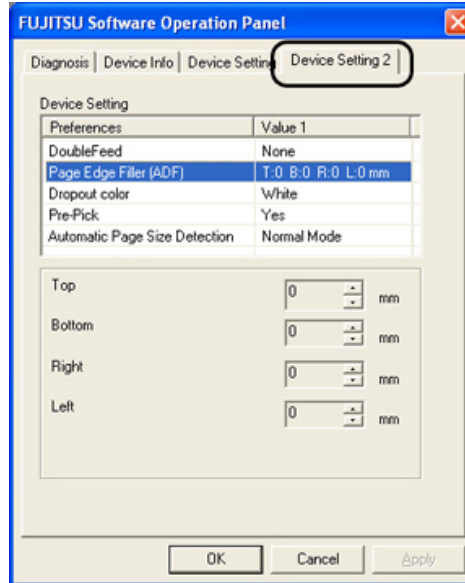 FUJITSU Software Operation Panel
Diagnosis Device Info Device Setting Device Setting 2
Device Setting
Preferences Value 1
DoubleFeed None
Page Edge Filler (ADF) T:0 B:0 R:0 L:0 mm
Dropout color White
Pre-Pick Yes
Automatic Page Size Detection Normal Mode
Top 0 mm
Bottom 0 mm
Right 0 mm
Left 0 mm
OK Cancel Apply